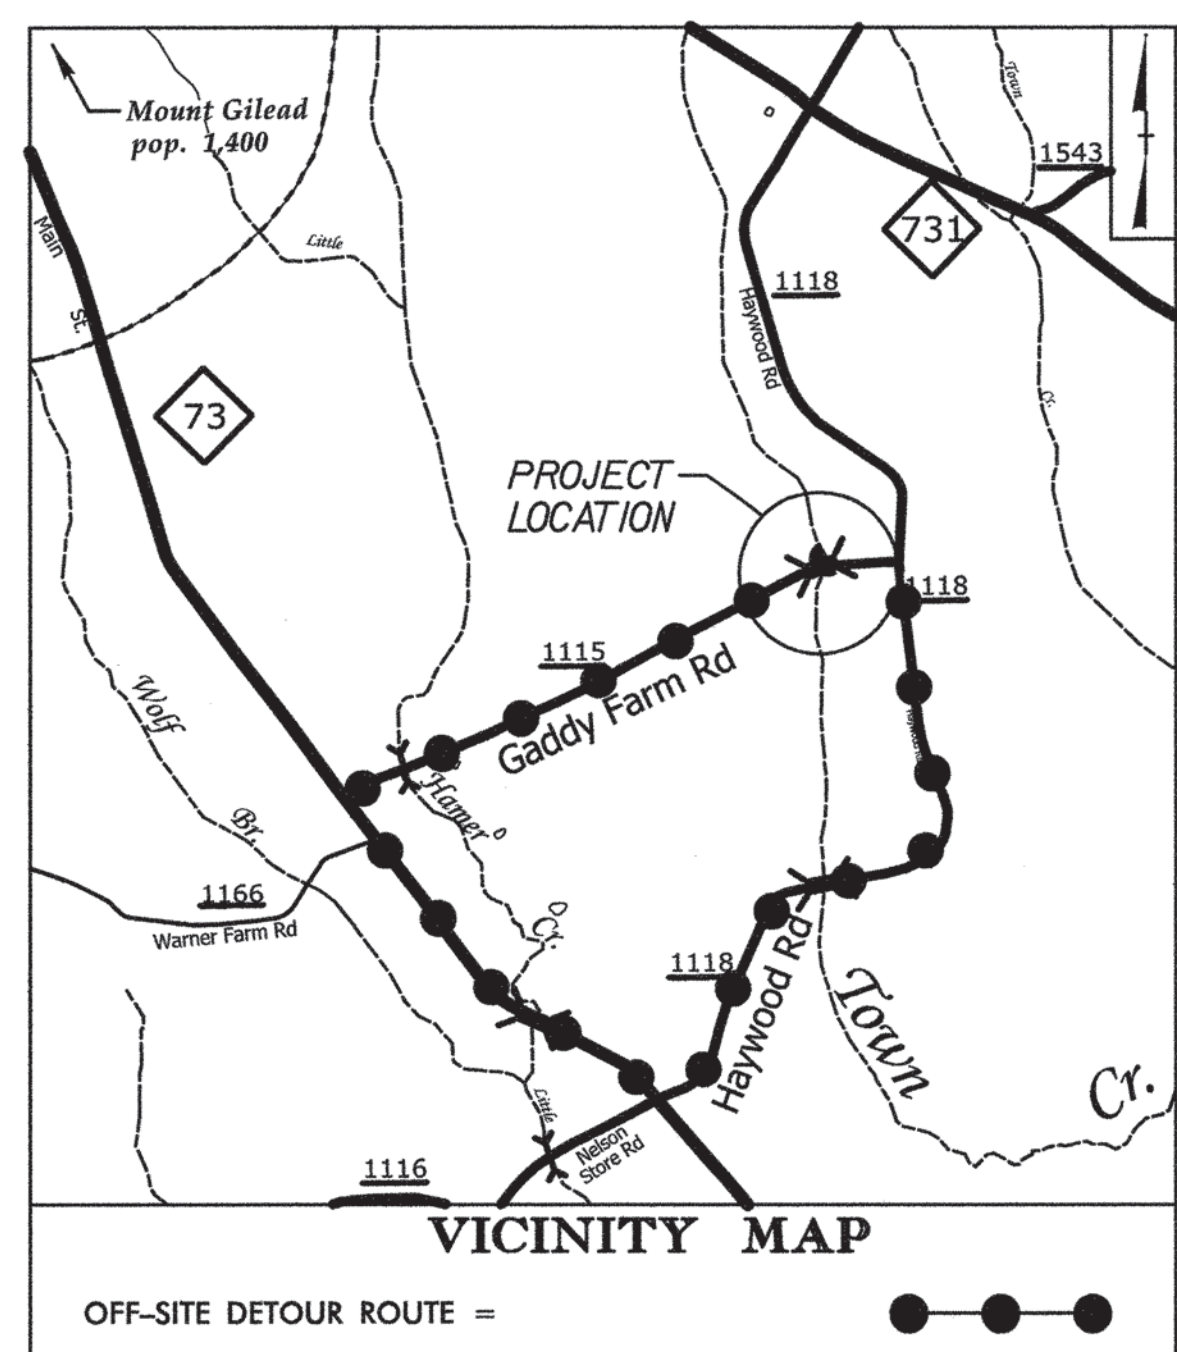 Mount Gilead
pop. 1,400
Town
1543
Main
St.
Little
731
1118
Haywood Rd
73
Cr.
PROJECT
LOCATION
1118
1115
Gaddy Farm Rd
Wolf
Br.
Hamer
Cr.
1166
Warner Farm Rd
1118
Haywood Rd
Town
Cr.
Little
Nelson
Store Rd
1116
VICINITY MAP
OFF-SITE DETOUR ROUTE =